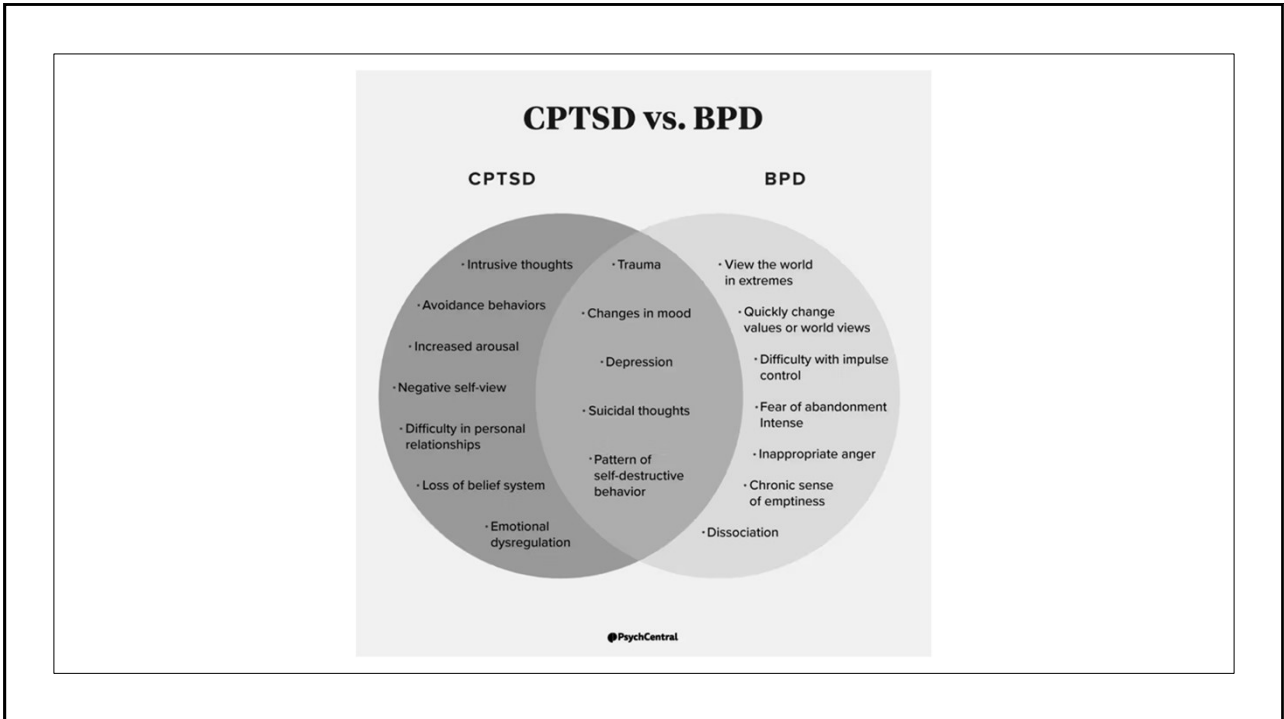 CPTSD vs. BPD
CPTSD
BPD
· Intrusive thoughts
· Avoidance behaviors
· Increased arousal
· Negative self-view
· Difficulty in personal
relationships
· Loss of belief system
· Emotional
dysregulation
· Trauma
· Changes in mood
· Depression
· Suicidal thoughts
· Pattern of
self-destructive
behavior
· View the world
in extremes
· Quickly change
values or world views
· Difficulty with impulse
control
· Fear of abandonment
Intense
· Inappropriate anger
· Chronic sense
of emptiness
· Dissociation
PsychCentral